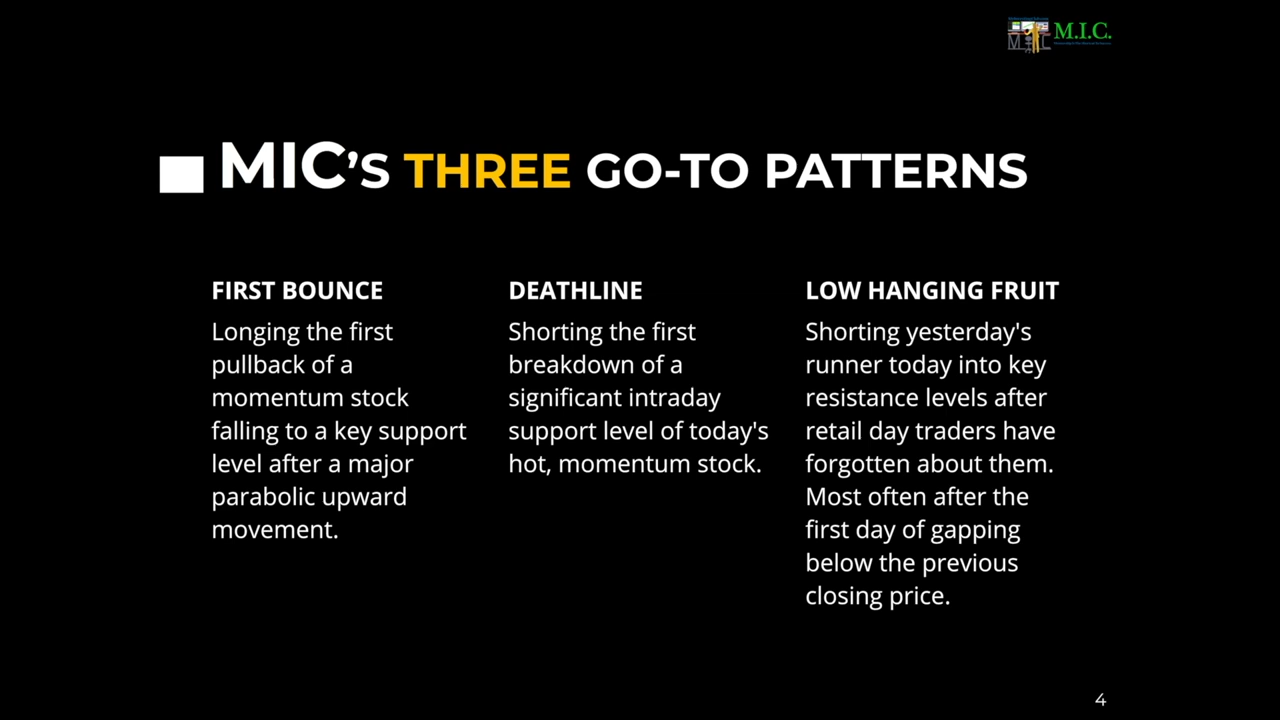 M.I.C.
MIC's THREE GO-TO PATTERNS
FIRST BOUNCE
Longing the first
pullback of a
momentum stock
falling to a key support
level after a major
parabolic upward
movement.
DEATHLINE
Shorting the first
breakdown of a
significant intraday
support level of today's
hot, momentum stock.
LOW HANGING FRUIT
Shorting yesterday's
runner today into key
resistance levels after
retail day traders have
forgotten about them.
Most often after the
first day of gapping
below the previous
closing price.
4